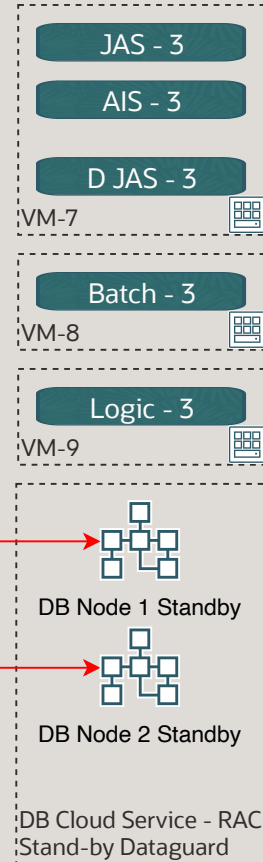 JAS - 3
AIS - 3
D JAS - 3
VM-7
Batch - 3
VM-8
Logic - 3
VM-9
DB Node 1 Standby
DB Node 2 Standby
DB Cloud Service - RAC
Stand-by Dataguard